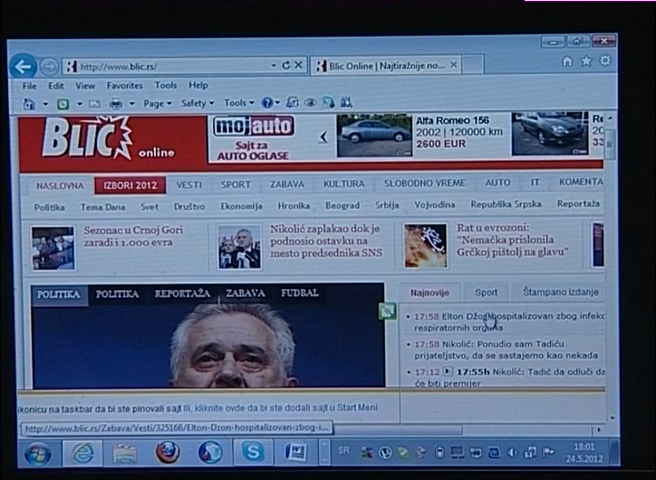 http://www.blic.rs/
Blic Online | Najtiražnije no...
File Edit View Favorites Tools Help
Page Safety Tools
BLIC online
mojauto
Sajt za
AUTO OGLASE
Alfa Romeo 156
2002 | 120000 km
2600 EUR
NASLOVNA IZBORI 2012 VESTI SPORT ZABAVA KULTURA SLOBODNO VREME AUTO IT KOMENTA
Politika Tema Dana Svet Društvo Ekonomija Hronika Beograd Srbija Vojvodina Republika Srpska Reportaža
Sezonac u Crnoj Gori
zaradi i 1.000 evra
Nikolić zaplakao dok je
podnosio ostavku na
mesto predsednika SNS
Rat u evrozoni:
"Nemačka prislonila
Grčkoj pištolj na glavu"
POLITIKA POLITIKA REPORTAŽA ZABAVA FUDBAL
Najnovije Sport Štampano izdanje
17:58 Elton Džon hospitalizovan zbog infekc
respiratornih organa
17:58 Nikolić: Ponudio sam Tadiću
prijateljstvo, da se sastajemo kao nekada
17:12 17:55h Nikolić: Tadić da odluči da
će biti premijer
konicu na taskbar da bi ste pinovali sajt ili, kliknite ovde da bi ste dodali sajt u Start Meni
http://www.blic.rs/Zabava/Vesti/325166/Elton-Dzon-hospitalizovan-zbog-i...
SR
18:01
24.5.2012